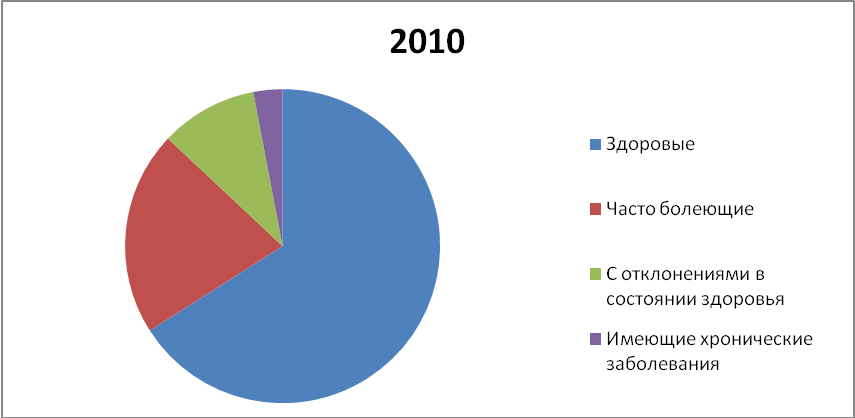 2010
Здоровые
Часто болеющие
С отклонениями в
состоянии здоровья
Имеющие хронические
заболевания